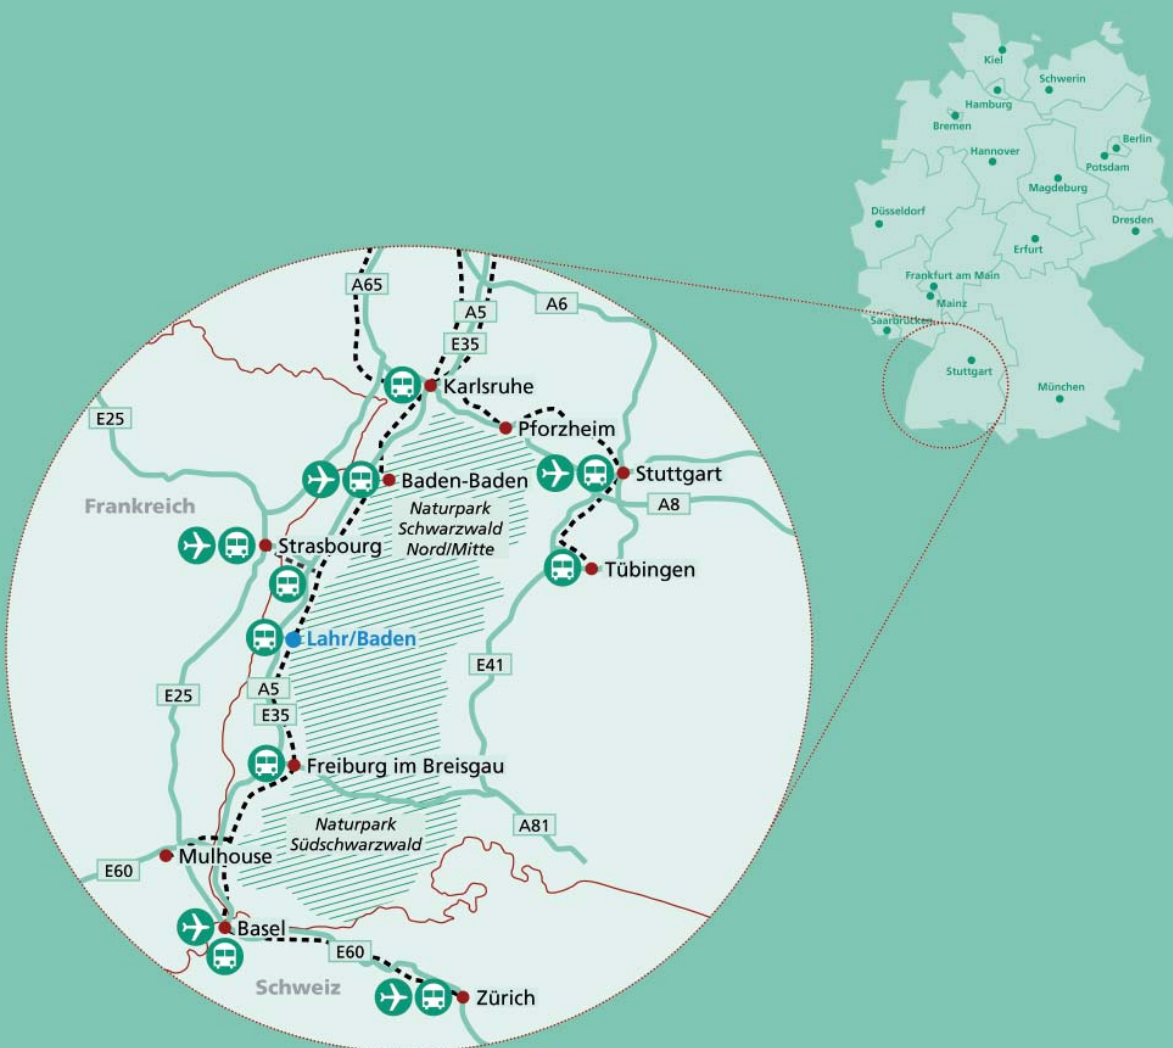 Kiel
Schwerin
Hamburg
Bremen
Berlin
Hannover
Potsdam
Magdeburg
Düsseldorf
Dresden
Erfurt
Frankfurt am Main
Mainz
Saarbrücken
Stuttgart
München
A65
A5
A6
E35
Karlsruhe
E25
Pforzheim
Baden-Baden
Stuttgart
Frankreich
Naturpark
Schwarzwald
Nord/Mitte
A8
Strasbourg
Tübingen
Lahr/Baden
E41
E25
A5
E35
Freiburg im Breisgau
Naturpark
Südschwarzwald
A81
Mulhouse
E60
Basel
E60
Schweiz
Zürich